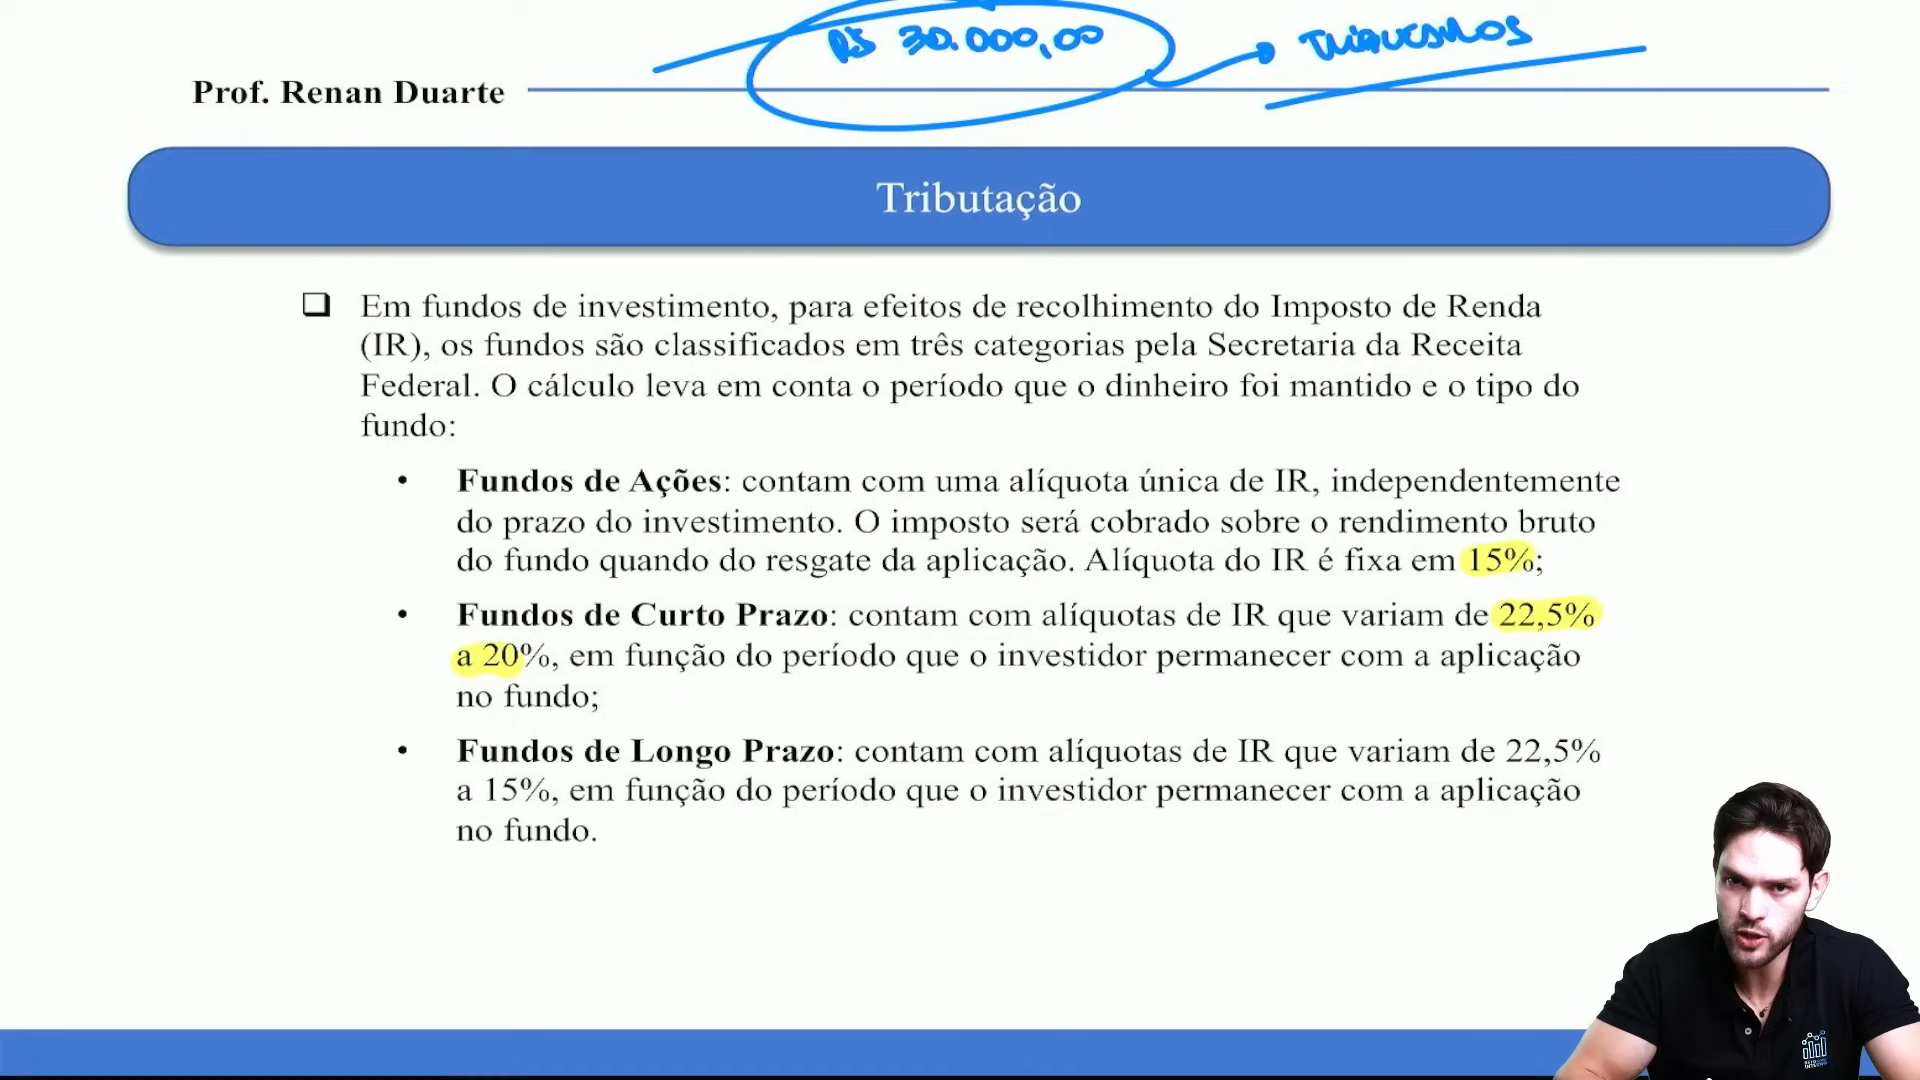 R$ 30.000,00
Prof. Renan Duarte
Tributação
❑ Em fundos de investimento, para efeitos de recolhimento do Imposto de Renda
(IR), os fundos são classificados em três categorias pela Secretaria da Receita
Federal. O cálculo leva em conta o período que o dinheiro foi mantido e o tipo do
fundo:
• Fundos de Ações: contam com uma alíquota única de IR, independentemente
do prazo do investimento. O imposto será cobrado sobre o rendimento bruto
do fundo quando do resgate da aplicação. Alíquota do IR é fixa em 15%;
• Fundos de Curto Prazo: contam com alíquotas de IR que variam de 22,5%
a 20%, em função do período que o investidor permanecer com a aplicação
no fundo;
• Fundos de Longo Prazo: contam com alíquotas de IR que variam de 22,5%
a 15%, em função do período que o investidor permanecer com a aplicação
no fundo.